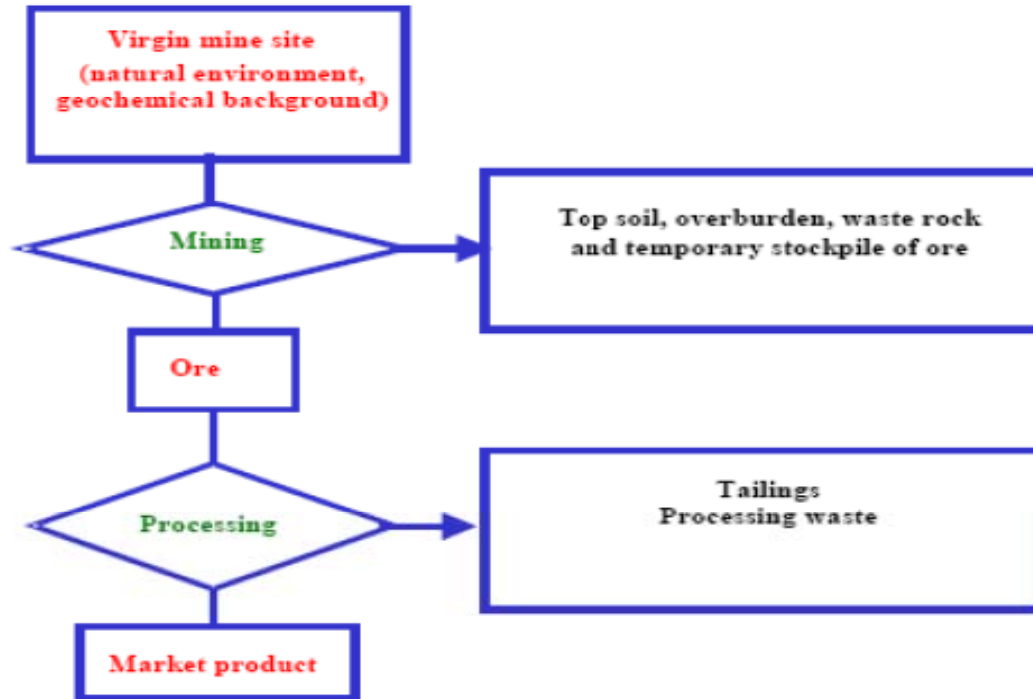 Virgin mine site
(natural environment,
geochemical background)
Mining
Top soil, overburden, waste rock
and temporary stockpile of ore
Ore
Processing
Tailings
Processing waste
Market product